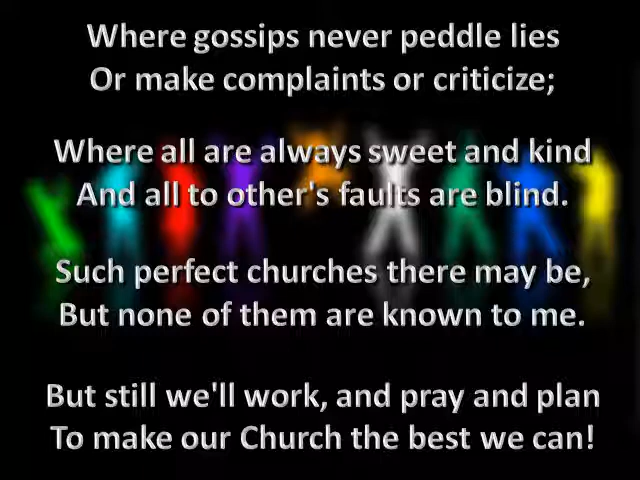 Where gossips never peddle lies
Or make complaints or criticize;
Where all are always sweet and kind
And all to other's faults are blind.
Such perfect churches there may be,
But none of them are known to me.
But still we'll work, and pray and plan
To make our Church the best we can!